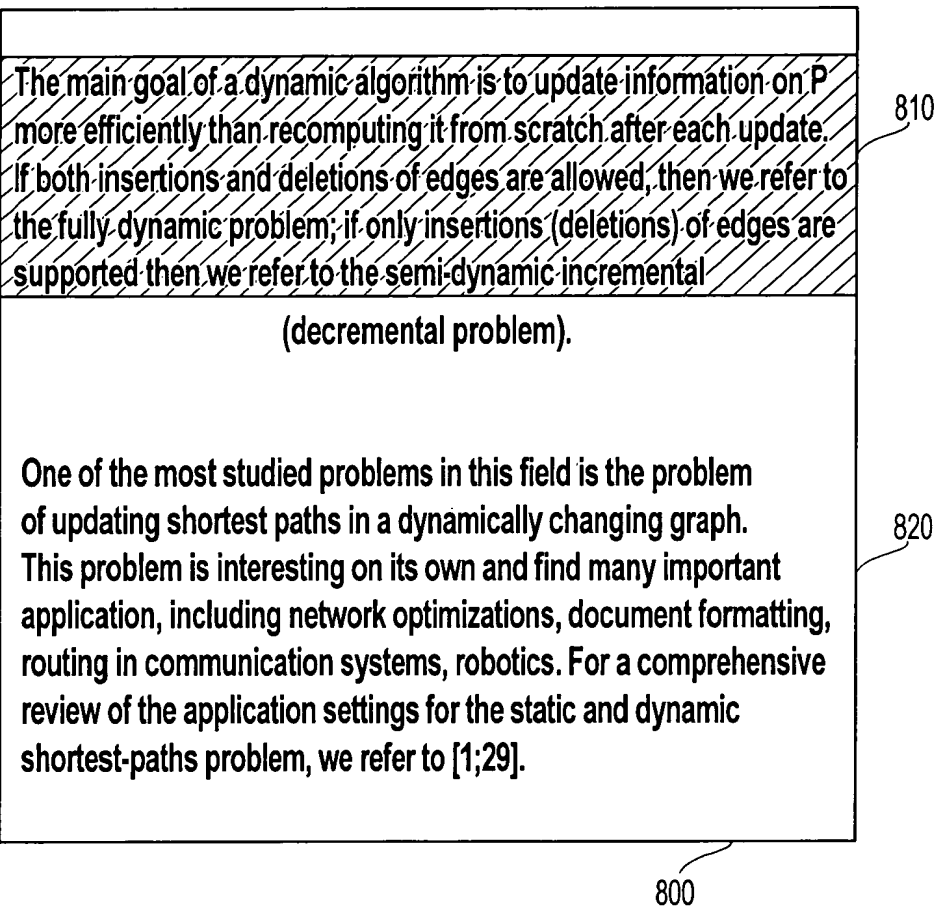 The main goal of a dynamic algorithm is to update information on P
more efficiently than recomputing it from scratch after each update.
If both insertions and deletions of edges are allowed, then we refer to
the fully dynamic problem; if only insertions (deletions) of edges are
supported then we refer to the semi-dynamic incremental
(decremental problem).
810
One of the most studied problems in this field is the problem
of updating shortest paths in a dynamically changing graph.
This problem is interesting on its own and find many important
application, including network optimizations, document formatting,
routing in communication systems, robotics. For a comprehensive
review of the application settings for the static and dynamic
shortest-paths problem, we refer to [1;29].
820
800